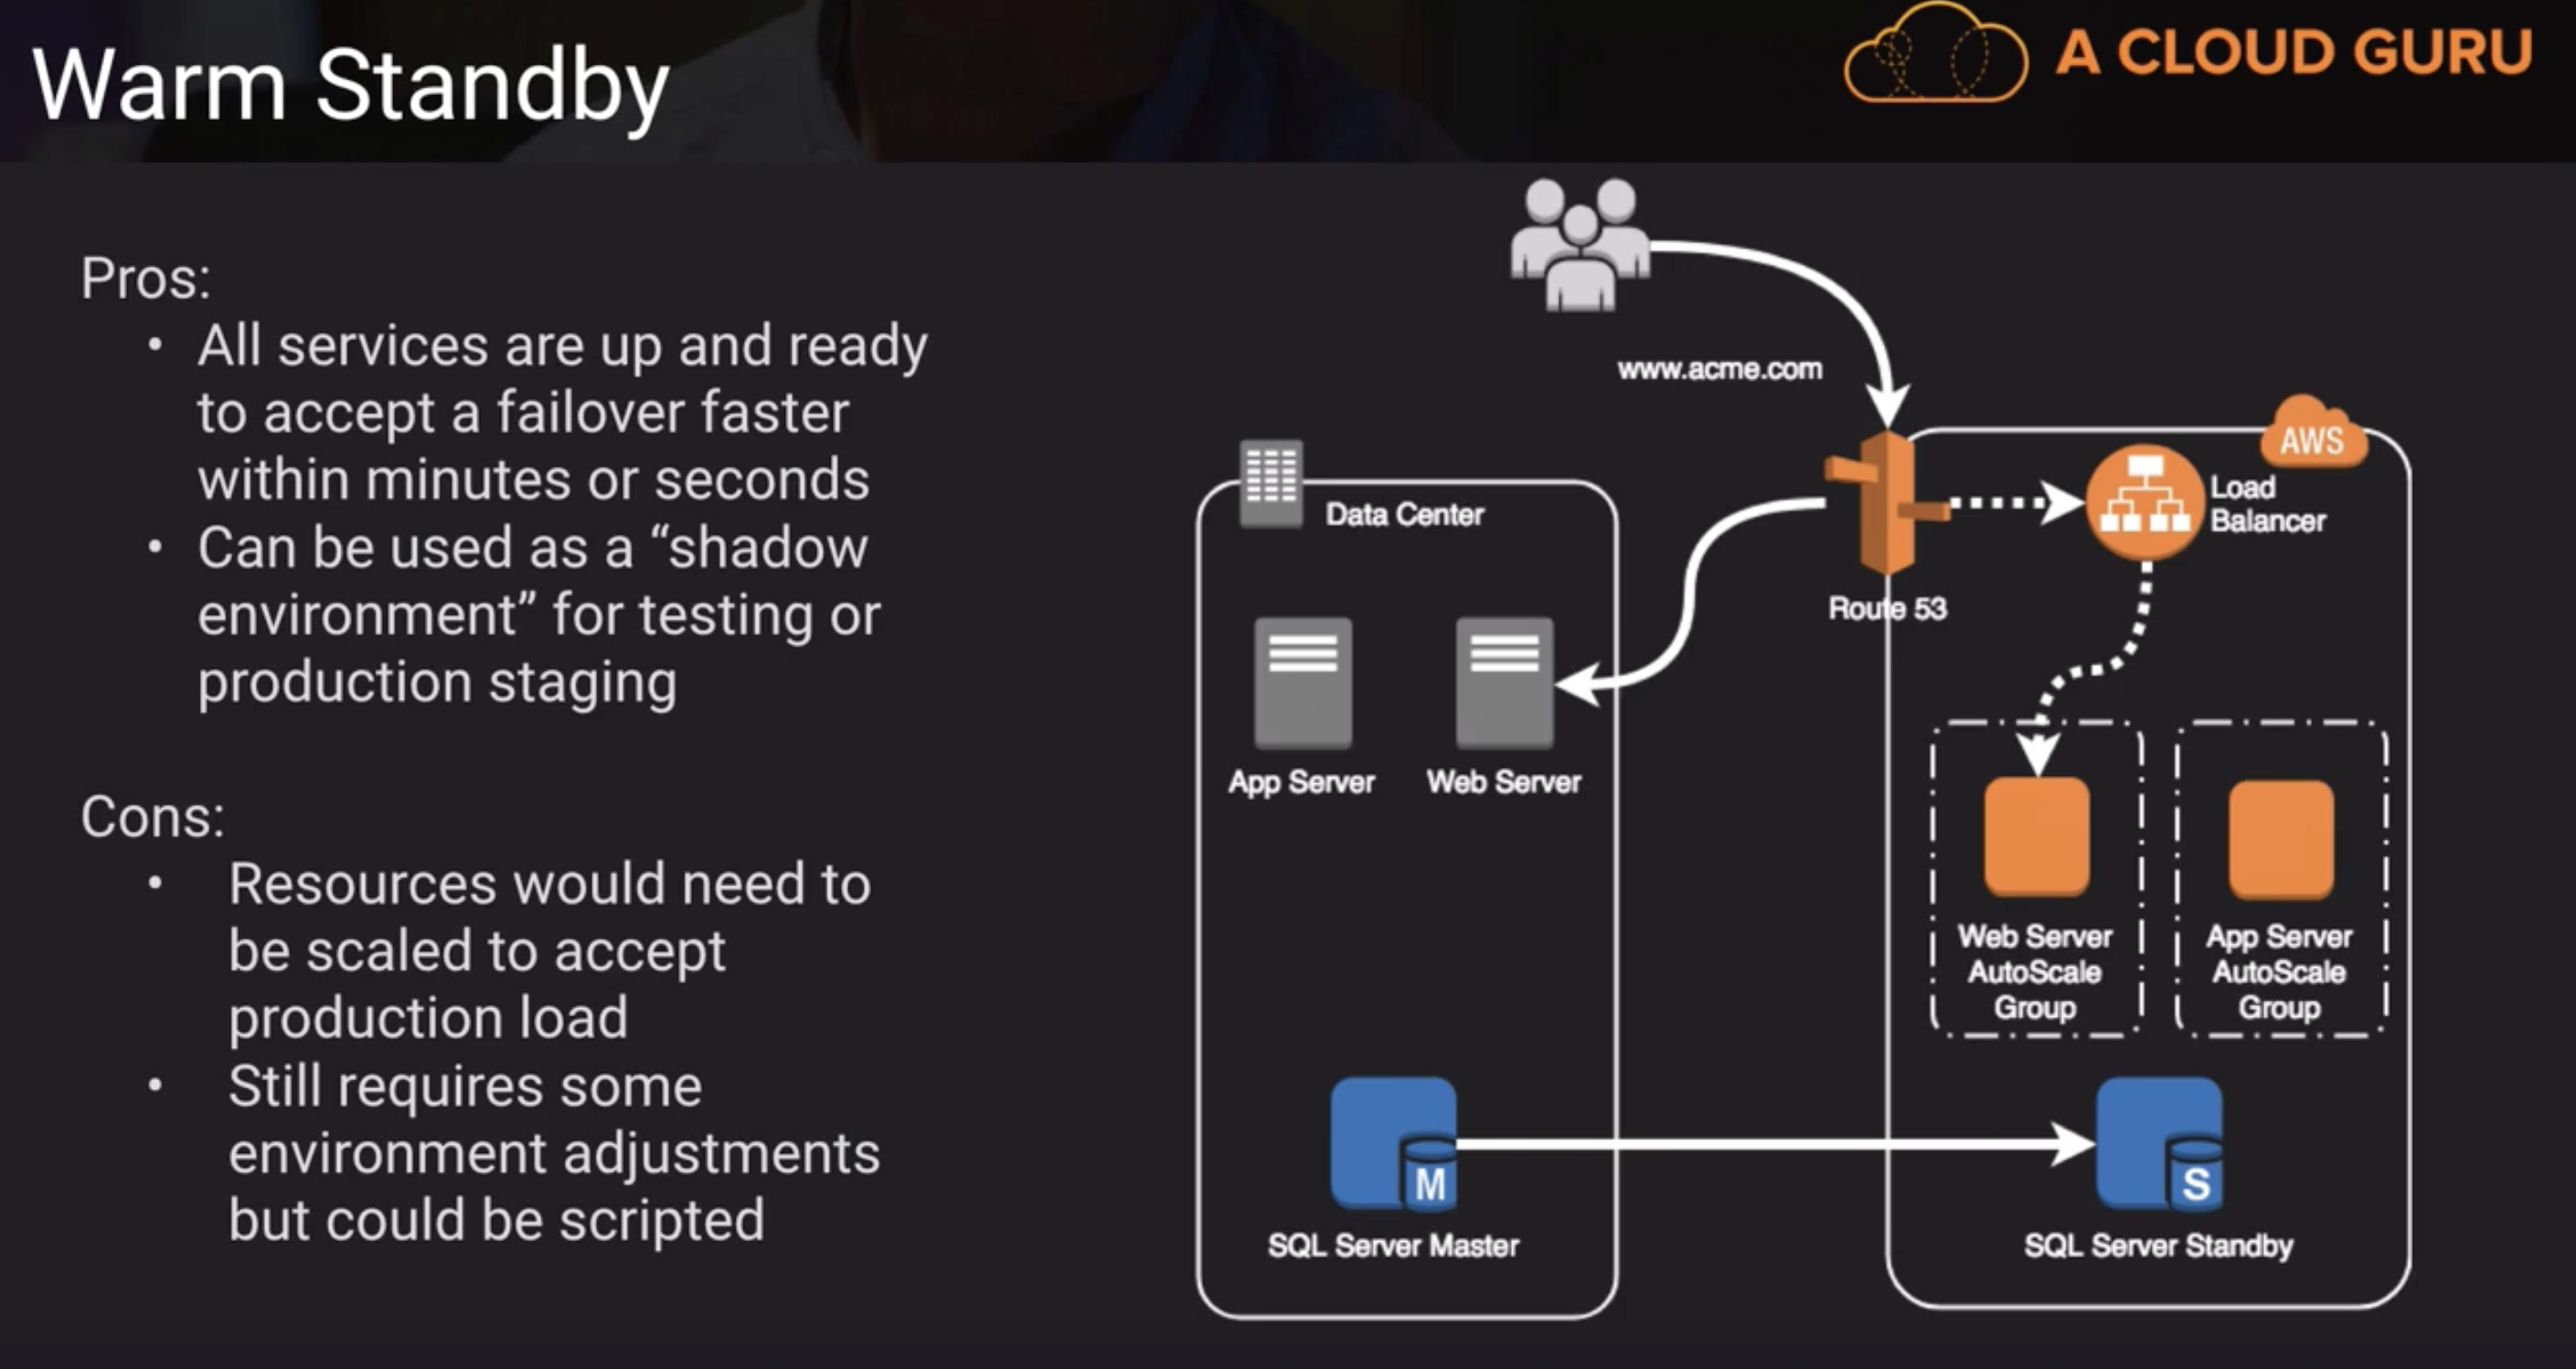 Warm Standby
A CLOUD GURU
Pros:
• All services are up and ready
to accept a failover faster
within minutes or seconds
• Can be used as a “shadow
environment” for testing or
production staging
Cons:
• Resources would need to
be scaled to accept
production load
• Still requires some
environment adjustments
but could be scripted
www.acme.com
AWS
Data Center
Load
Balancer
Route 53
App Server
Web Server
Web Server
AutoScale
Group
App Server
AutoScale
Group
M
SQL Server Master
S
SQL Server Standby